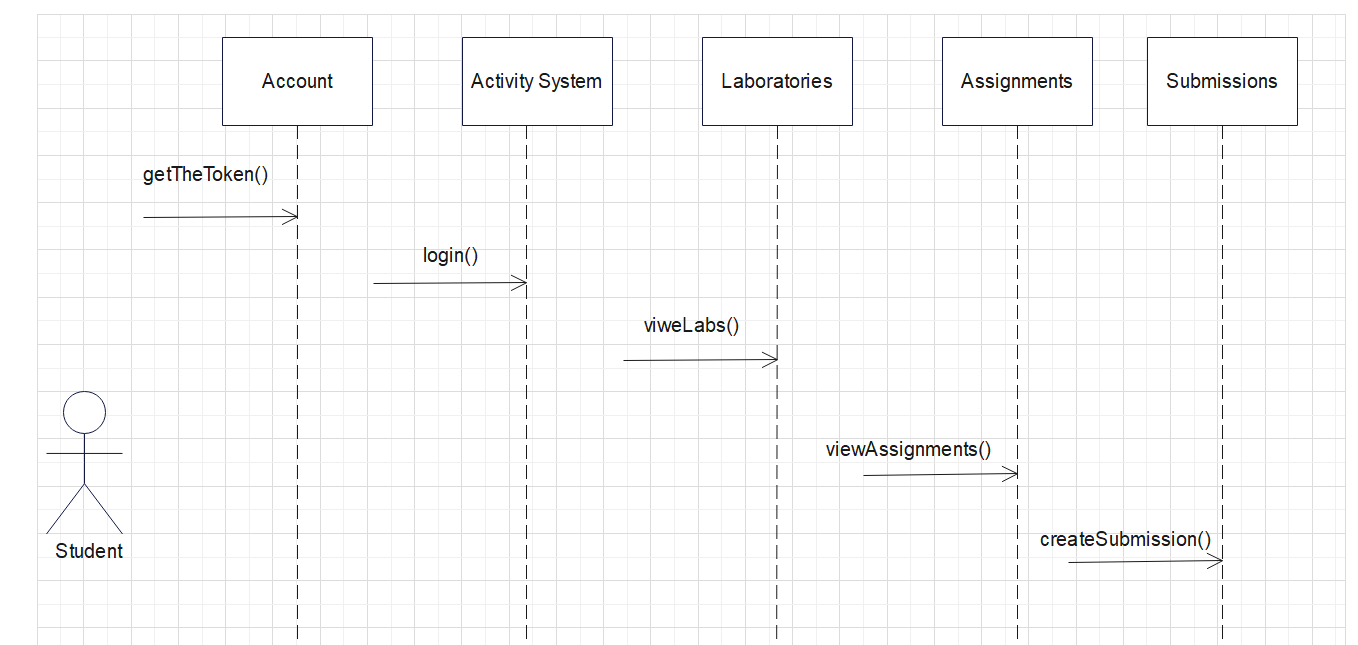 Account
Activity System
Laboratories
Assignments
Submissions
getTheToken()
login()
viweLabs()
viewAssignments()
createSubmission()
Student